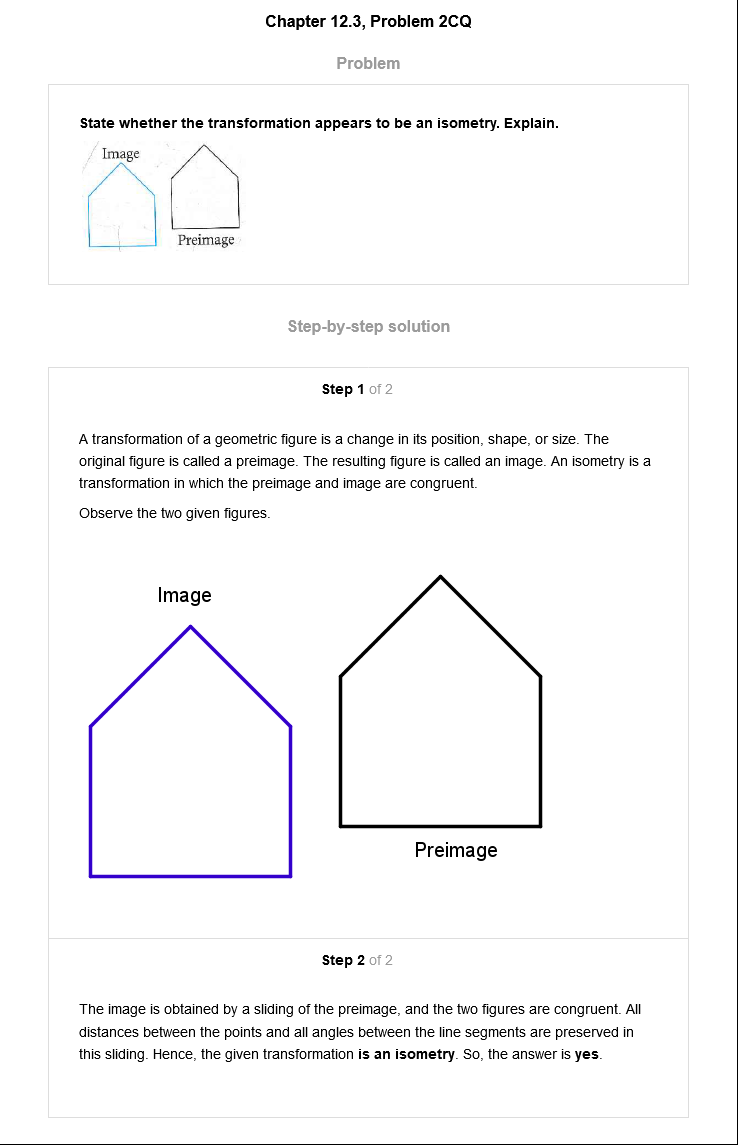 Chapter 12.3, Problem 2CQ
Problem
State whether the transformation appears to be an isometry. Explain.
Image
Preimage
Step-by-step solution
Step 1 of 2
A transformation of a geometric figure is a change in its position, shape, or size. The
original figure is called a preimage. The resulting figure is called an image. An isometry is a
transformation in which the preimage and image are congruent.
Observe the two given figures.
Image
Preimage
Step 2 of 2
The image is obtained by a sliding of the preimage, and the two figures are congruent. All
distances between the points and all angles between the line segments are preserved in
this sliding. Hence, the given transformation is an isometry. So, the answer is yes.